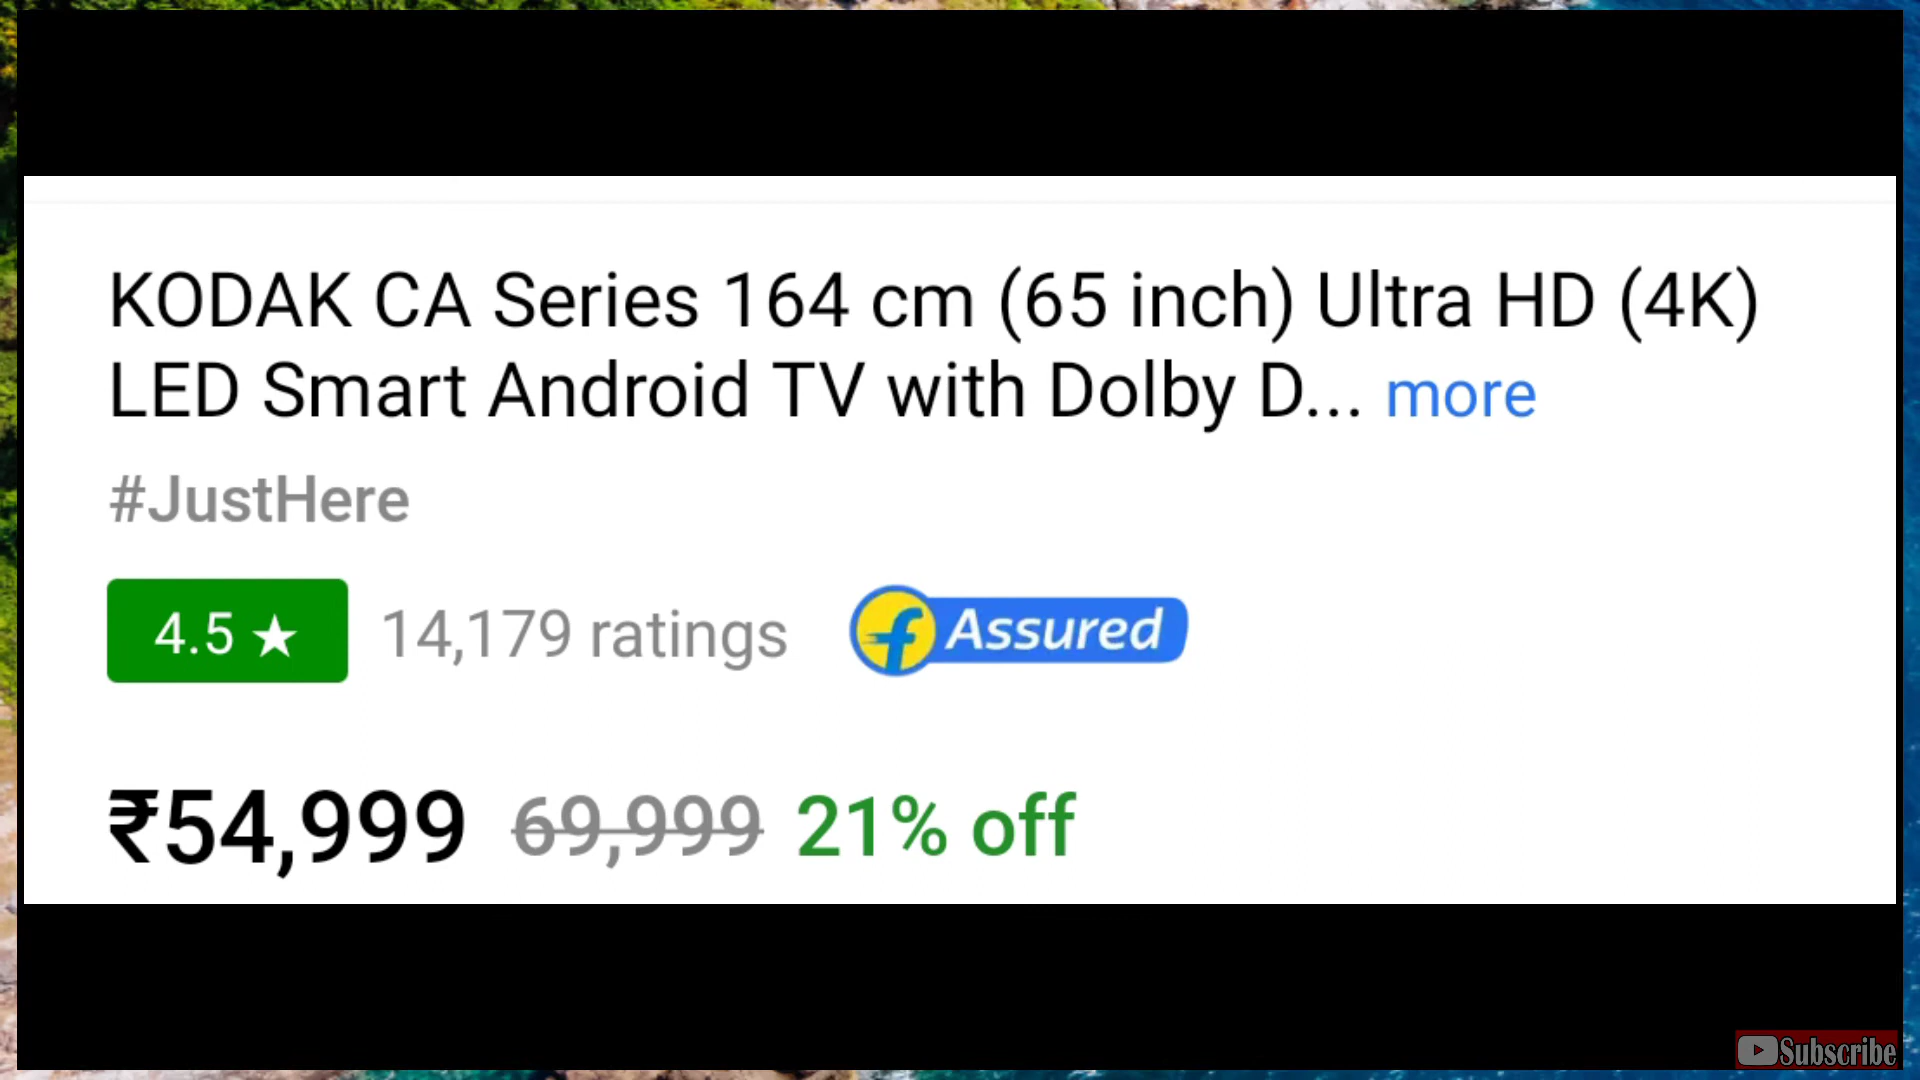 KODAK CA Series 164 cm (65 inch) Ultra HD (4K)
LED Smart Android TV with Dolby D... more
#JustHere
4.5 ★ 14,179 ratings f Assured
₹54,999 69,999 21% off
Subscribe